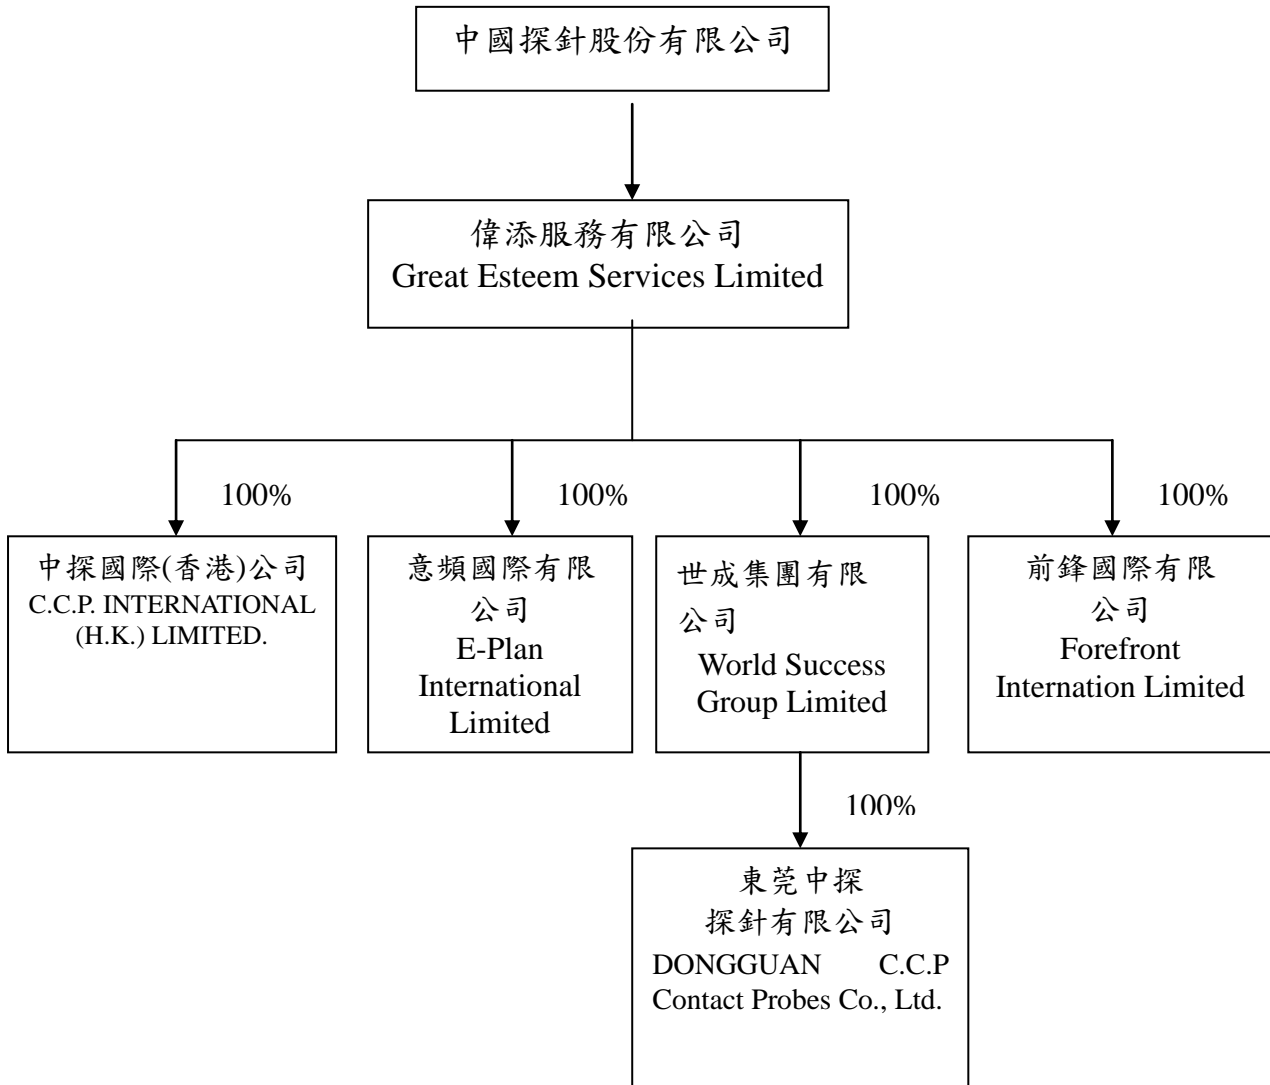 中國探針股份有限公司
偉添服務有限公司
Great Esteem Services Limited
100%
100%
100%
100%
中探國際(香港)公司
C.C.P. INTERNATIONAL
(H.K.) LIMITED.
意頻國際有限
公司
E-Plan
International
Limited
世成集團有限
公司
World Success
Group Limited
前鋒國際有限
公司
Forefront
Internation Limited
100%
東莞中探
探針有限公司
DONGGUAN C.C.P
Contact Probes Co., Ltd.